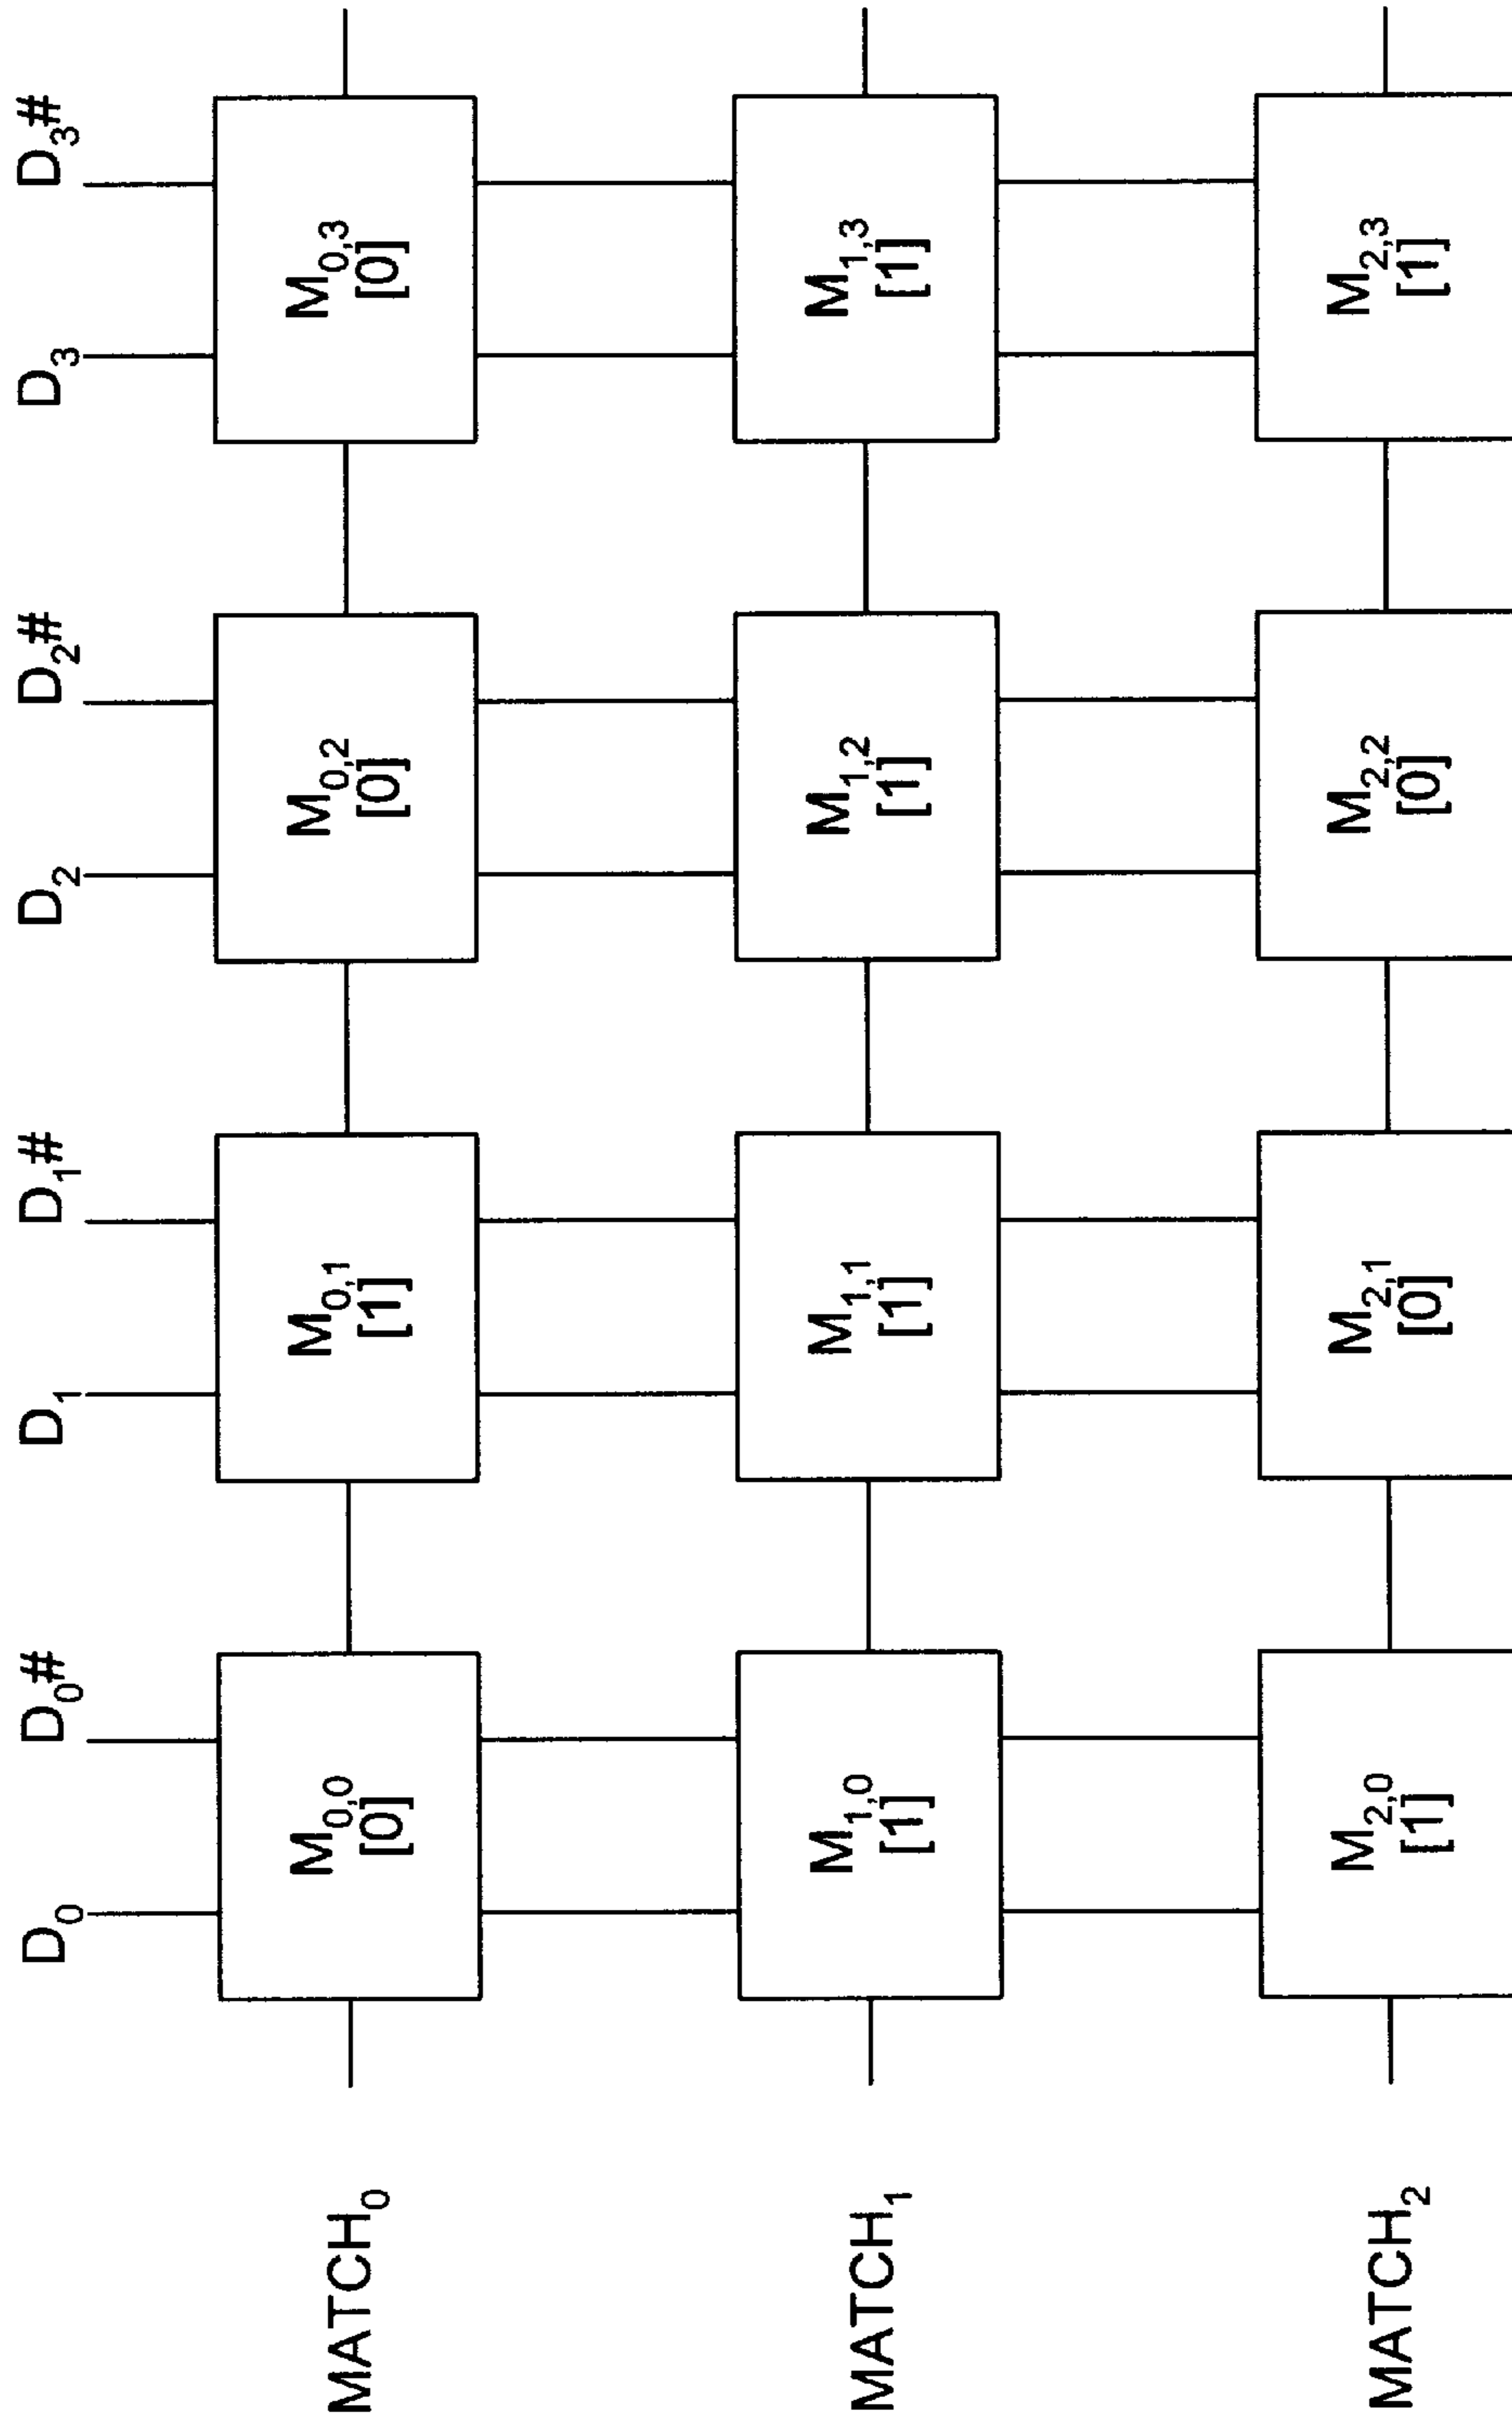 D₀ D₀# D₁ D₁# D₂ D₂# D₃ D₃#
MATCH₀ M₀,₀ M₀,₁ M₀,₂ M₀,₃
[0] [1] [0] [0]
MATCH₁ M₁,₀ M₁,₁ M₁,₂ M₁,₃
[1] [1] [1] [1]
MATCH₂ M₂,₀ M₂,₁ M₂,₂ M₂,₃
[1] [0] [0] [1]